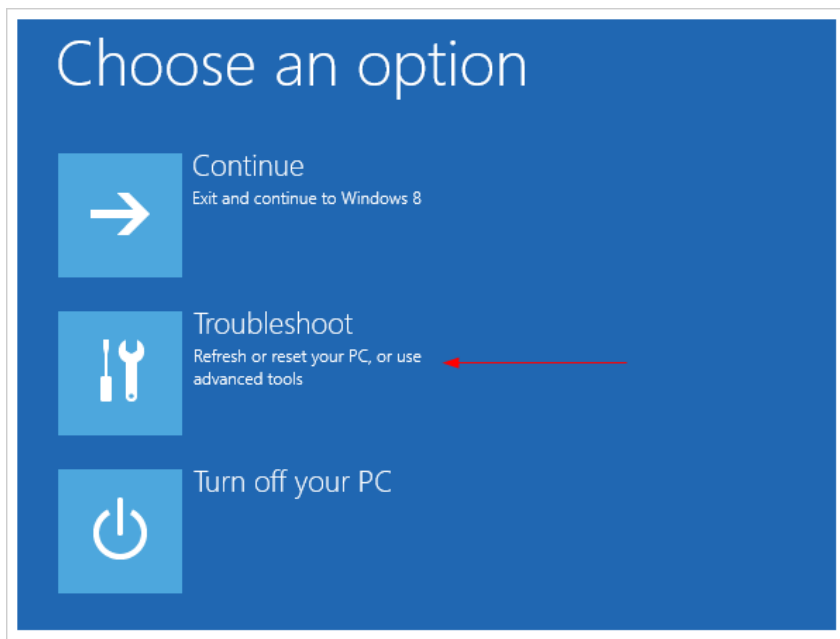 Choose an option
Continue
Exit and continue to Windows 8
Troubleshoot
Refresh or reset your PC, or use
advanced tools
Turn off your PC